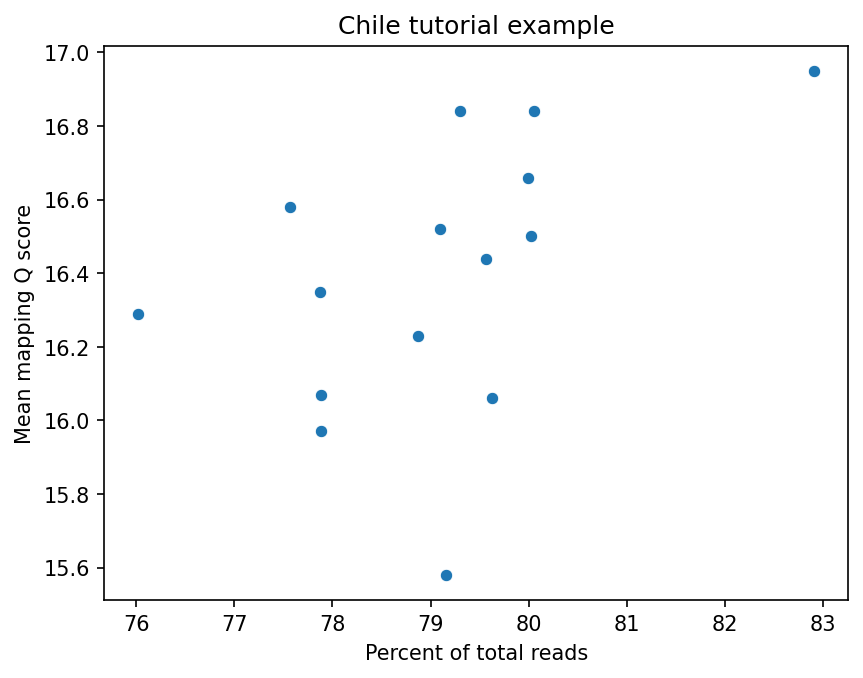 Chile tutorial example
17.0
16.8
16.6
16.4
16.2
16.0
15.8
15.6
Mean mapping Q score
76 77 78 79 80 81 82 83
Percent of total reads